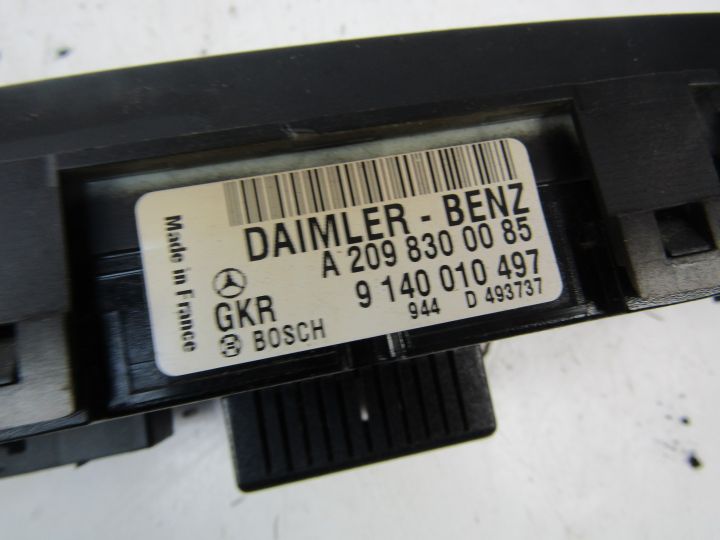 DAIMLER - BENZ
A 209 830 00 85
9 140 010 497
944 D 493737
GKR
BOSCH
Made in France